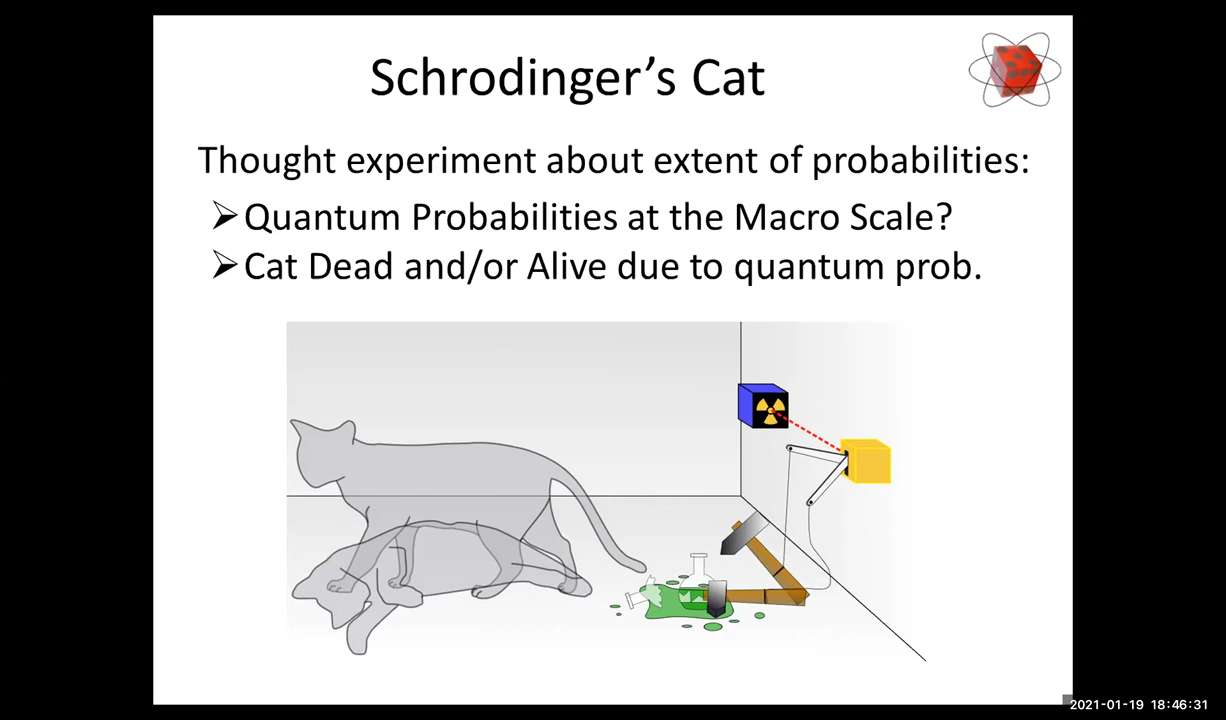 Schrodinger’s Cat
Thought experiment about extent of probabilities:
➢Quantum Probabilities at the Macro Scale?
➢Cat Dead and/or Alive due to quantum prob.
2021-01-19 18:46:31